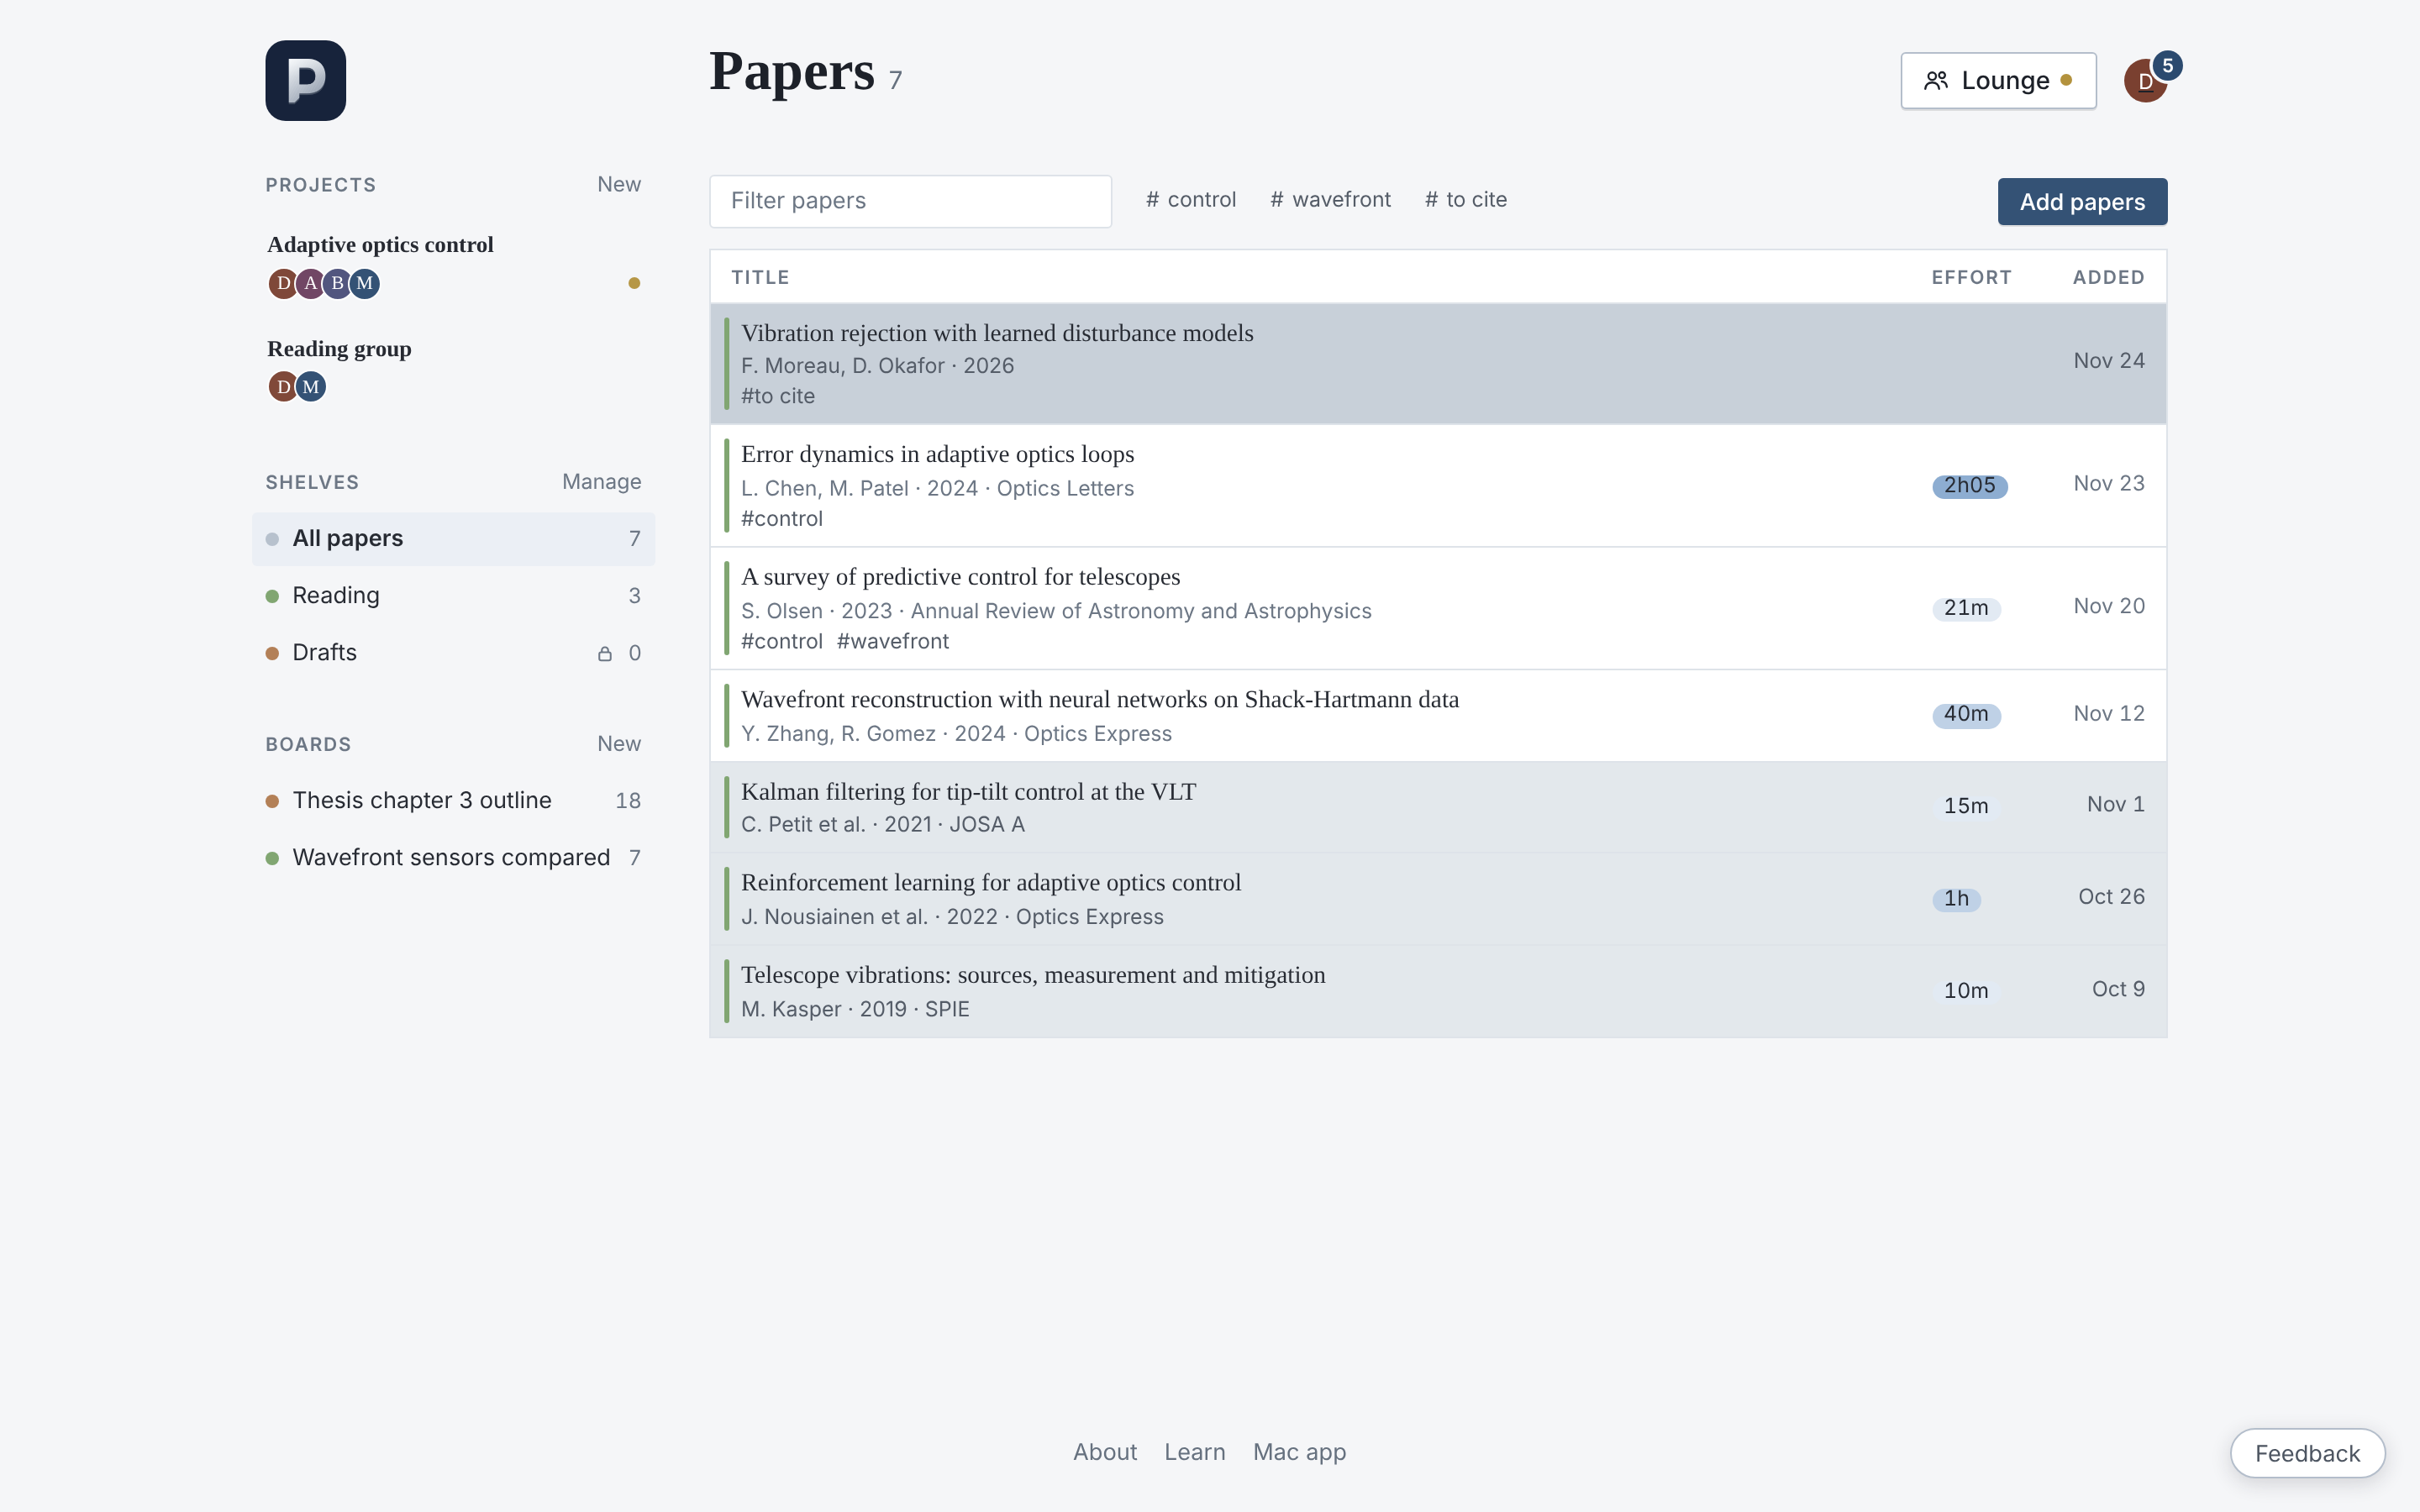 P
Papers 7
Lounge
D 5
PROJECTS New
Adaptive optics control
D A B M
Reading group
D M
SHELVES Manage
All papers 7
Reading 3
Drafts 0
BOARDS New
Thesis chapter 3 outline 18
Wavefront sensors compared 7
Filter papers # control # wavefront # to cite Add papers
TITLE EFFORT ADDED
Vibration rejection with learned disturbance models
F. Moreau, D. Okafor · 2026
#to cite
Nov 24
Error dynamics in adaptive optics loops
L. Chen, M. Patel · 2024 · Optics Letters
#control
2h05 Nov 23
A survey of predictive control for telescopes
S. Olsen · 2023 · Annual Review of Astronomy and Astrophysics
#control #wavefront
21m Nov 20
Wavefront reconstruction with neural networks on Shack-Hartmann data
Y. Zhang, R. Gomez · 2024 · Optics Express
40m Nov 12
Kalman filtering for tip-tilt control at the VLT
C. Petit et al. · 2021 · JOSA A
15m Nov 1
Reinforcement learning for adaptive optics control
J. Nousiainen et al. · 2022 · Optics Express
1h Oct 26
Telescope vibrations: sources, measurement and mitigation
M. Kasper · 2019 · SPIE
10m Oct 9
About Learn Mac app
Feedback